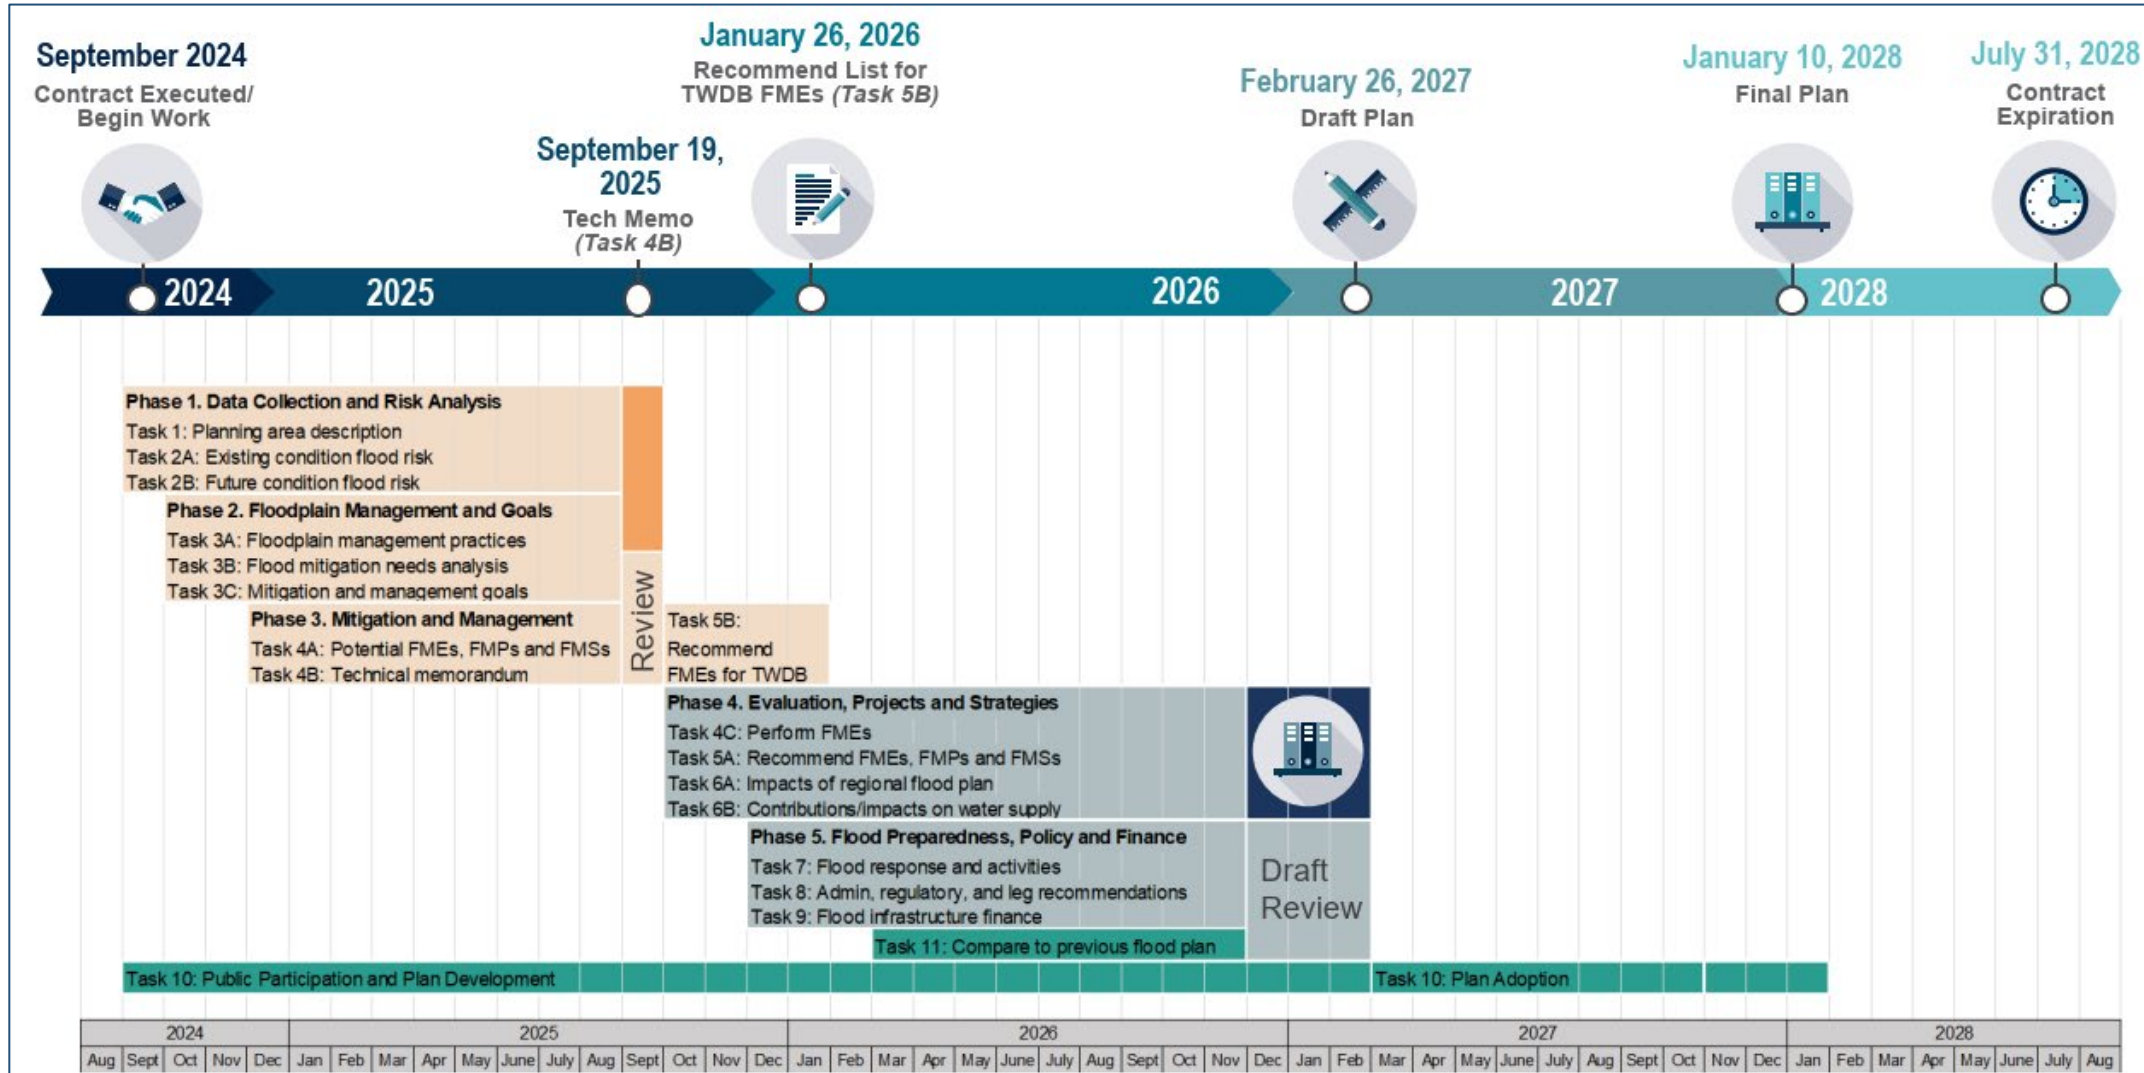 September 2024
Contract Executed/
Begin Work
September 19,
2025
Tech Memo
(Task 4B)
January 26, 2026
Recommend List for
TWDB FMEs (Task 5B)
February 26, 2027
Draft Plan
January 10, 2028
Final Plan
July 31, 2028
Contract
Expiration
2024
2025
2026
2027
2028
Phase 1. Data Collection and Risk Analysis
Task 1: Planning area description
Task 2A: Existing condition flood risk
Task 2B: Future condition flood risk
Phase 2. Floodplain Management and Goals
Task 3A: Floodplain management practices
Task 3B: Flood mitigation needs analysis
Task 3C: Mitigation and management goals
Phase 3. Mitigation and Management
Task 4A: Potential FMEs, FMPs and FMSs
Task 4B: Technical memorandum
Review
Task 5B:
Recommend
FMEs for TWDB
Phase 4. Evaluation, Projects and Strategies
Task 4C: Perform FMEs
Task 5A: Recommend FMEs, FMPs and FMSs
Task 6A: Impacts of regional flood plan
Task 6B: Contributions/impacts on water supply
Phase 5. Flood Preparedness, Policy and Finance
Task 7: Flood response and activities
Task 8: Admin, regulatory, and leg recommendations
Task 9: Flood infrastructure finance
Draft
Review
Task 11: Compare to previous flood plan
Task 10: Public Participation and Plan Development
Task 10: Plan Adoption
2024 2025 2026 2027 2028
Aug Sept Oct Nov Dec Jan Feb Mar Apr May June July Aug Sept Oct Nov Dec Jan Feb Mar Apr May June July Aug Sept Oct Nov Dec Jan Feb Mar Apr May June July Aug Sept Oct Nov Dec Jan Feb Mar Apr May June July Aug